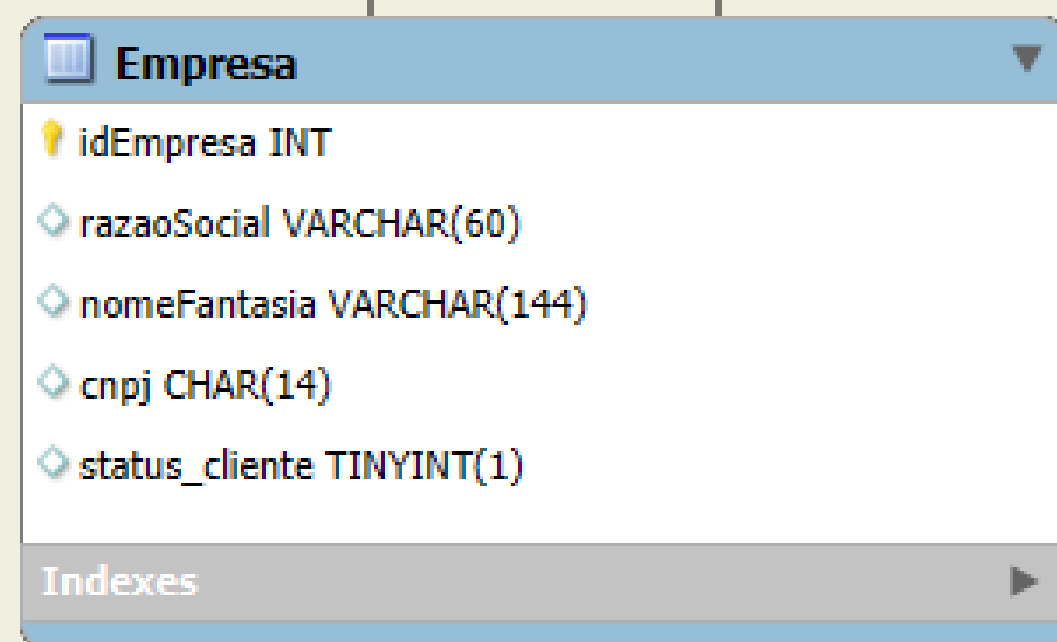 Empresa
idEmpresa INT
razaoSocial VARCHAR(60)
nomeFantasia VARCHAR(144)
cnpj CHAR(14)
status_cliente TINYINT(1)
Indexes